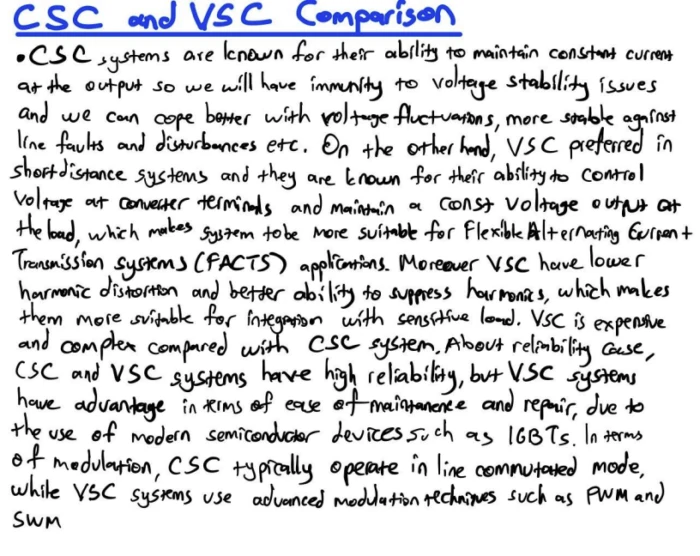 CSC and VSC Comparison
• CSC systems are known for their ability to maintain constant current
at the output so we will have immunity to voltage stability issues
and we can cope better with voltage fluctuations, more stable against
line faults and disturbances etc. On the other hand, VSC preferred in
short distance systems and they are known for their ability to control
Voltage at converter terminals and maintain a const voltage output at
the load, which makes system to be more suitable for Flexible Alternating Current
Transmission Systems (FACTS) applications. Moreover VSC have lower
harmonic distortion and better ability to suppress harmonics, which makes
them more suitable for integration with sensitive load. VSC is expensive
and complex compared with CSC system. About reliability case,
CSC and VSC systems have high reliability, but VSC systems
have advantage in terms of ease of maintanence and repair, due to
the use of modern semiconductor devices such as IGBTs. In terms
of modulation, CSC typically operate in line commutated mode,
while VSC systems use advanced modulation techniques such as PWM and
SWM